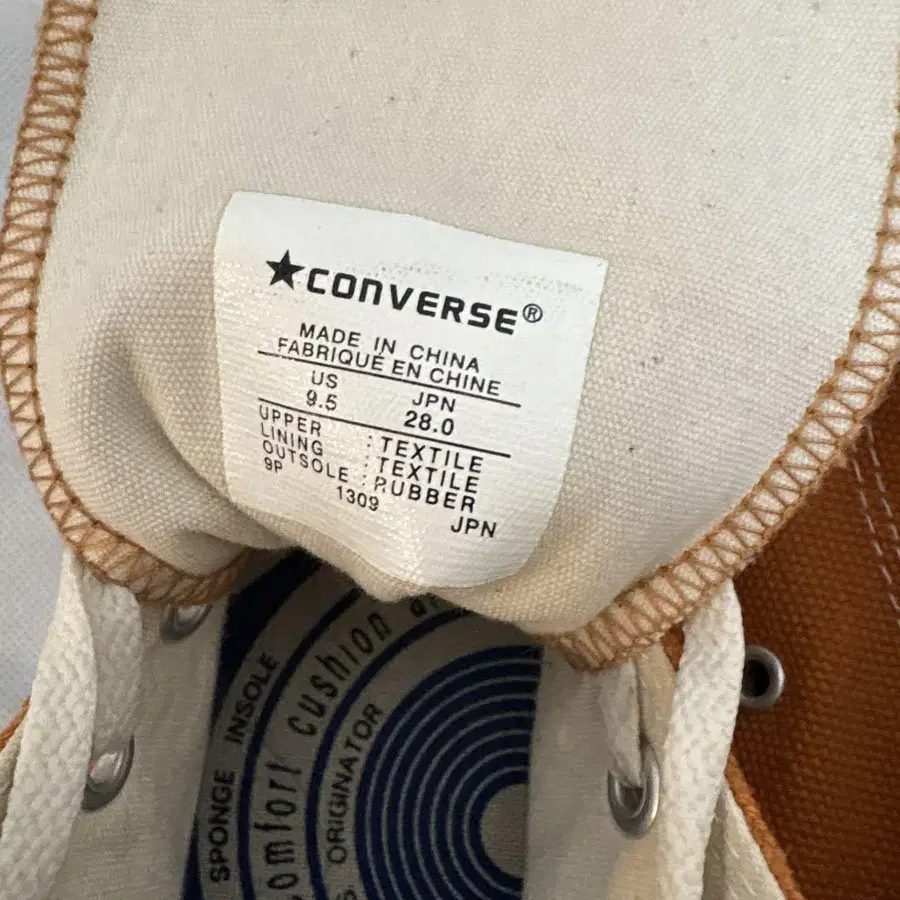 ★CONVERSE®
MADE IN CHINA
FABRIQUÉ EN CHINE
US JPN
9.5 28.0
UPPER : TEXTILE
LINING : TEXTILE
OUTSOLE : RUBBER
9P 1309 JPN
SPONGE INSOLE
comfort cushion
ORIGINATOR